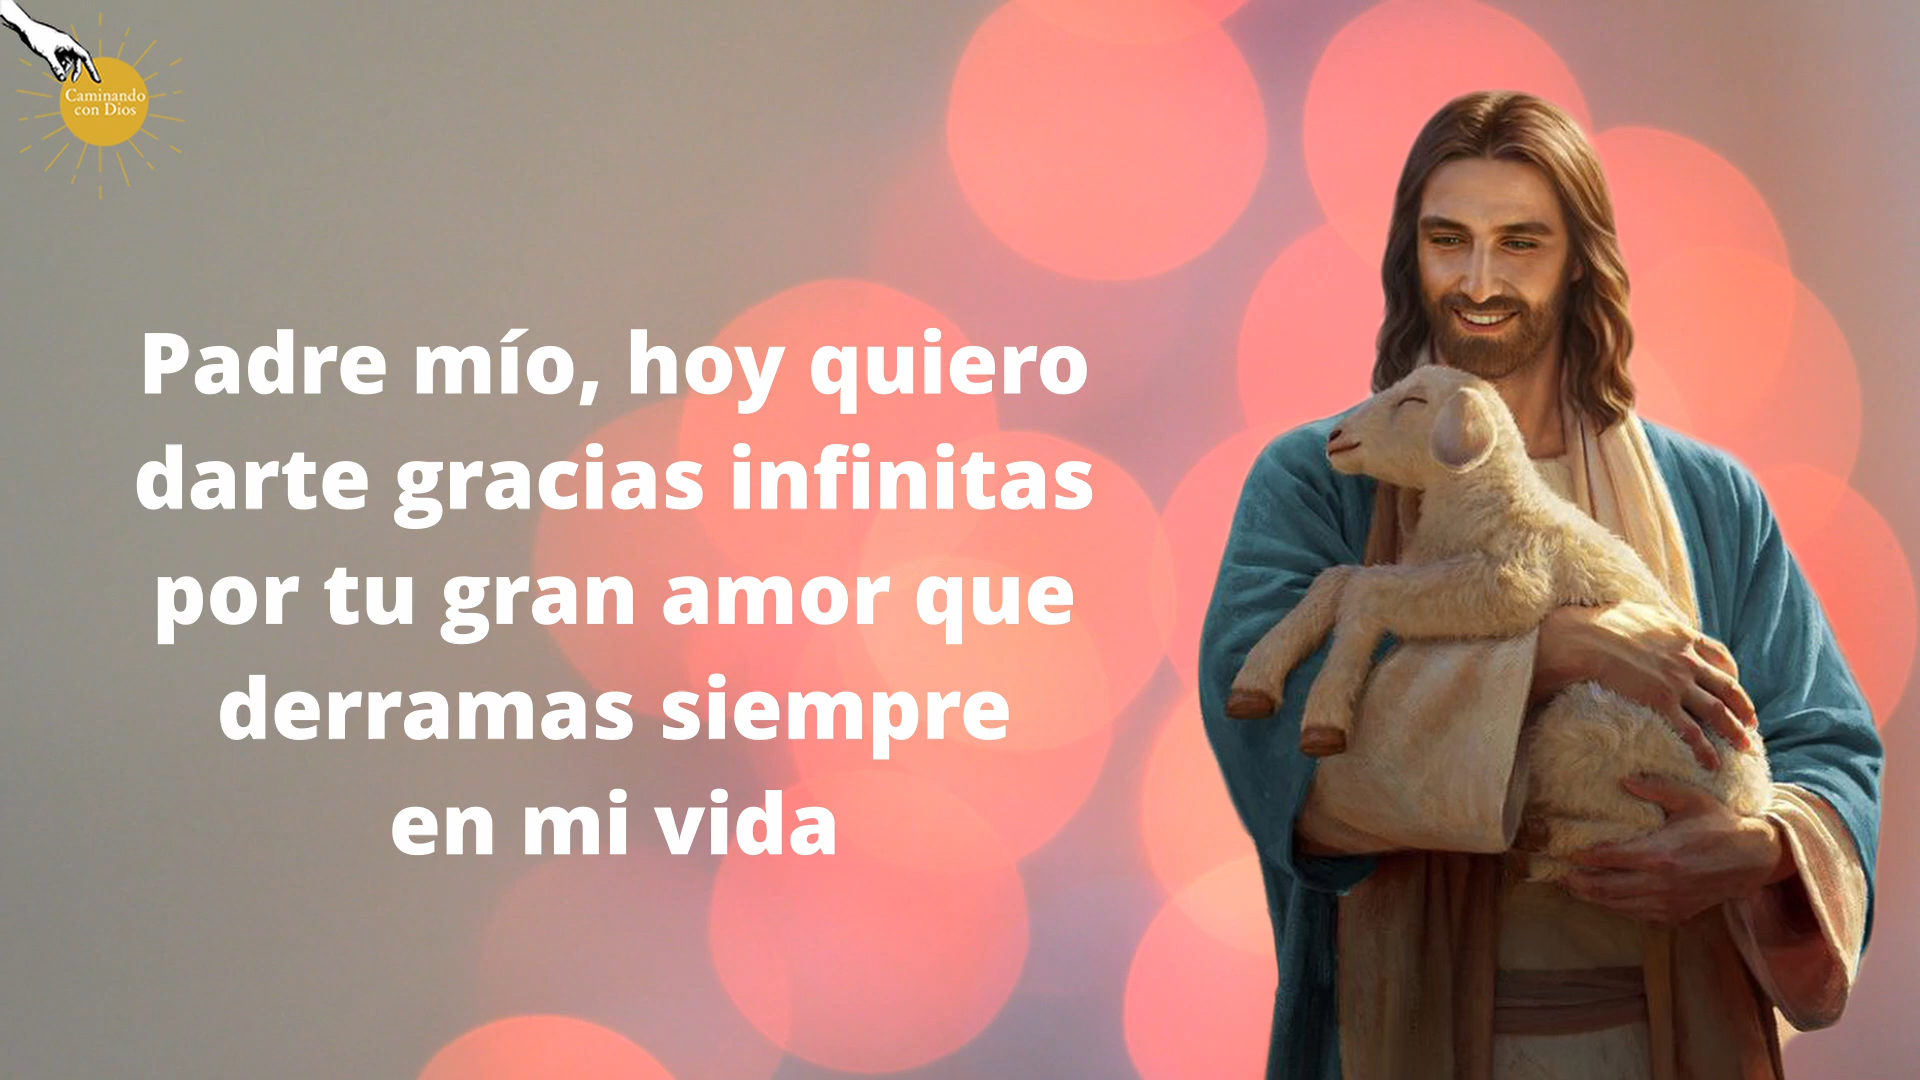 Caminando
con Dios
Padre mío, hoy quiero
darte gracias infinitas
por tu gran amor que
derramas siempre
en mi vida